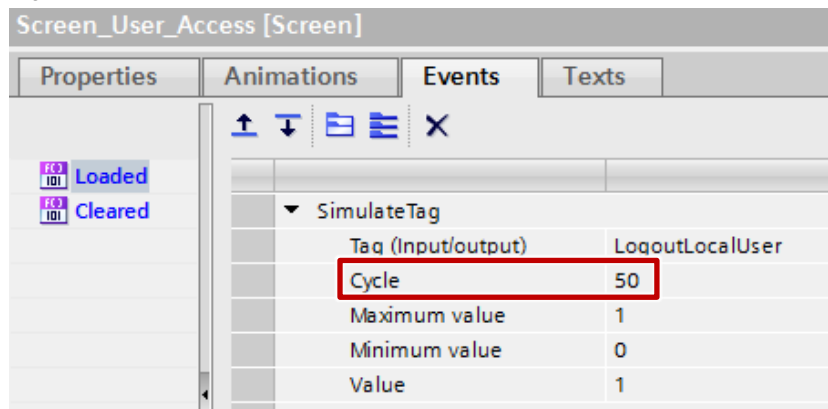 Screen_User_Access [Screen]
Properties Animations Events Texts
Loaded
Cleared
SimulateTag
Tag (Input/output) LogoutLocalUser
Cycle 50
Maximum value 1
Minimum value 0
Value 1